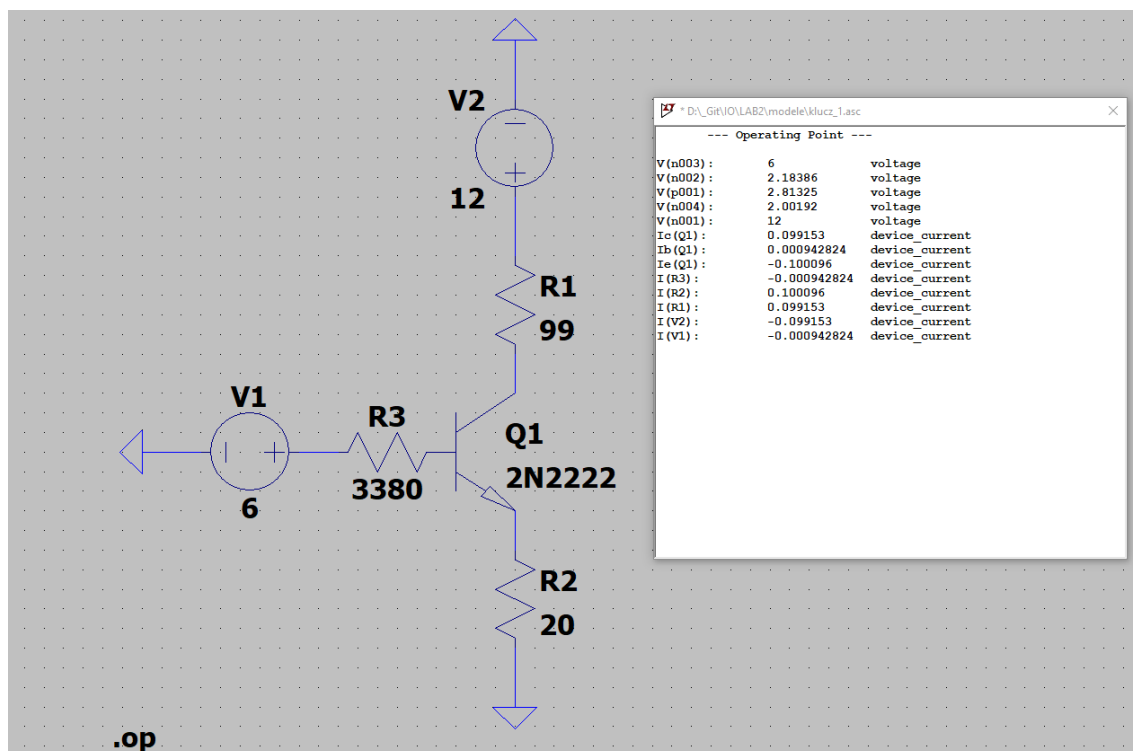 V2
12
R1
99
V1
6
R3
3380
Q1
2N2222
R2
20
.op
* D:\_Git\IO\LAB2\modele\klucz_1.asc
--- Operating Point ---
V(n003): 6 voltage
V(n002): 2.18386 voltage
V(p001): 2.81325 voltage
V(n004): 2.00192 voltage
V(n001): 12 voltage
Ic(Q1): 0.099153 device_current
Ib(Q1): 0.000942824 device_current
Ie(Q1): -0.100096 device_current
I(R3): -0.000942824 device_current
I(R2): 0.100096 device_current
I(R1): 0.099153 device_current
I(V2): -0.099153 device_current
I(V1): -0.000942824 device_current